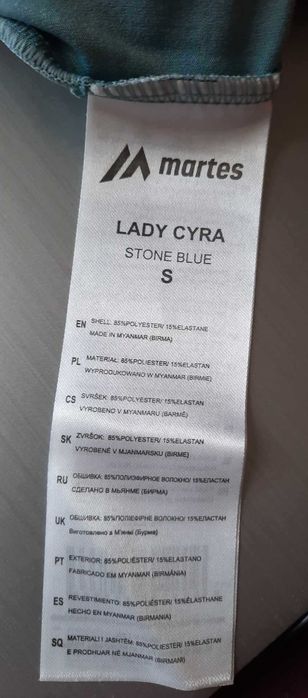 martes
LADY CYRA
STONE BLUE
S
EN SHELL: 85%POLYESTER/ 15%ELASTANE
MADE IN MYANMAR (BIRMA)
PL MATERIAŁ: 85%POLIESTER/ 15%ELASTAN
WYPRODUKOWANO W MYANMAR (BIRMIE)
CS SVRŠEK: 85%POLYESTER/ 15%ELASTAN
VYROBENO V MYANMARU (BARMĚ)
SK ZVRŠOK: 85%POLYESTER/ 15%ELASTAN
VYROBENÉ V MJANMARSKU (BIRME)
RU ОБШИВКА: 85%ПОЛИЭФИРНОЕ ВОЛОКНО/ 15%ЭЛАСТАН
СДЕЛАНО В МЬЯНМЕ (БИРМА)
UK ОБШИВКА: 85%ПОЛІЕФІРНЕ ВОЛОКНО/ 15%ЕЛАСТАН
Виготовлено в М'янмі (Бурма)
PT EXTERIOR: 85%POLIÉSTER/ 15%ELASTANO
FABRICADO EM MYANMAR (BIRMÂNIA)
ES REVESTIMIENTO: 85%POLIÉSTER/ 15%ELASTHANE
HECHO EN MYANMAR (BIRMANIA)
SQ MATERIALI I JASHTËM: 85%POLIESTER/ 15%ELASTAN
E PRODHUAR NË MJANMAR (BIRMANI)